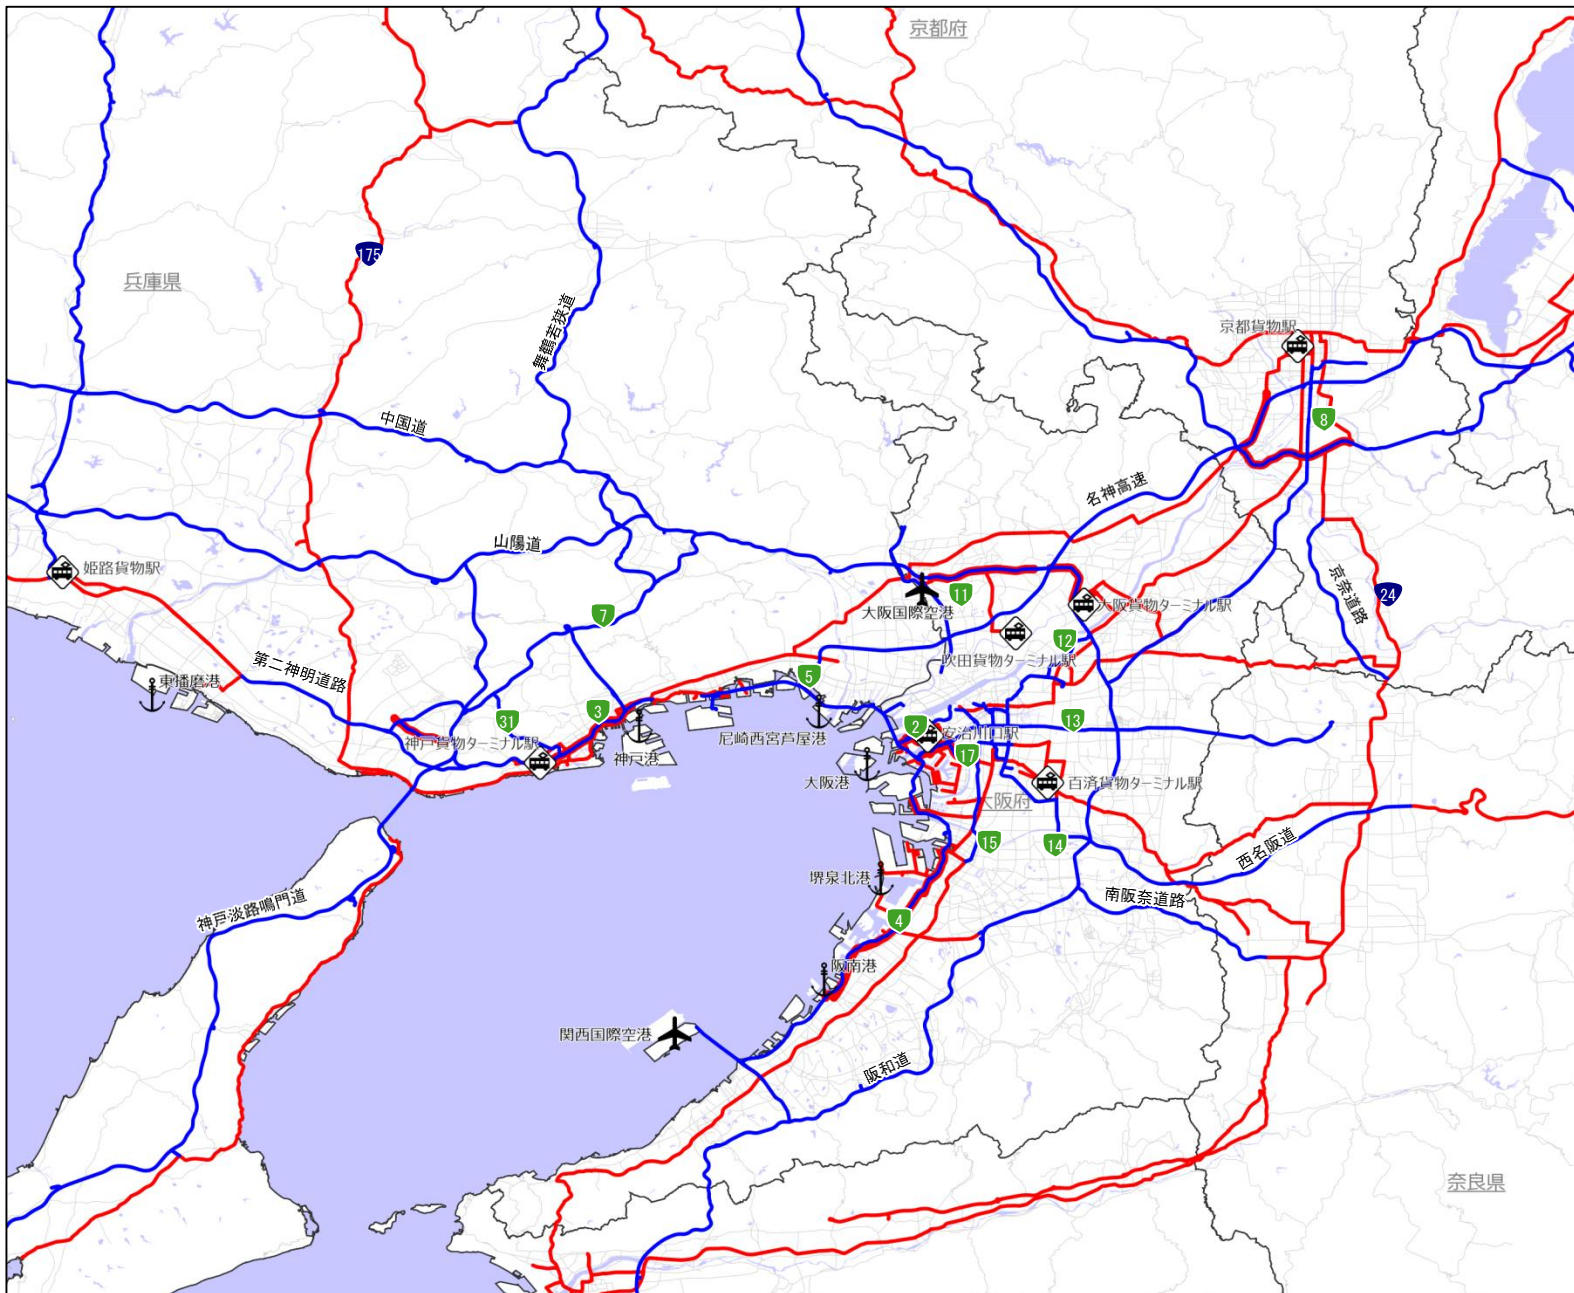 京都府
175
兵庫県
舞鶴若狭道
京都貨物駅
中国道
8
名神高速
山陽道
姫路貨物駅
11
大阪国際空港
大阪貨物ターミナル駅
京奈道路
24
7
12
吹田貨物ターミナル駅
第二神明道路
5
東播磨港
31
3
2
13
神戸貨物ターミナル駅
神戸港
尼崎西宮芦屋港
安治川口駅
17
大阪港
百済貨物ターミナル駅
大阪府
15
14
西名阪道
堺泉北港
南阪奈道路
神戸淡路鳴門道
4
阪南港
関西国際空港
阪和道
奈良県